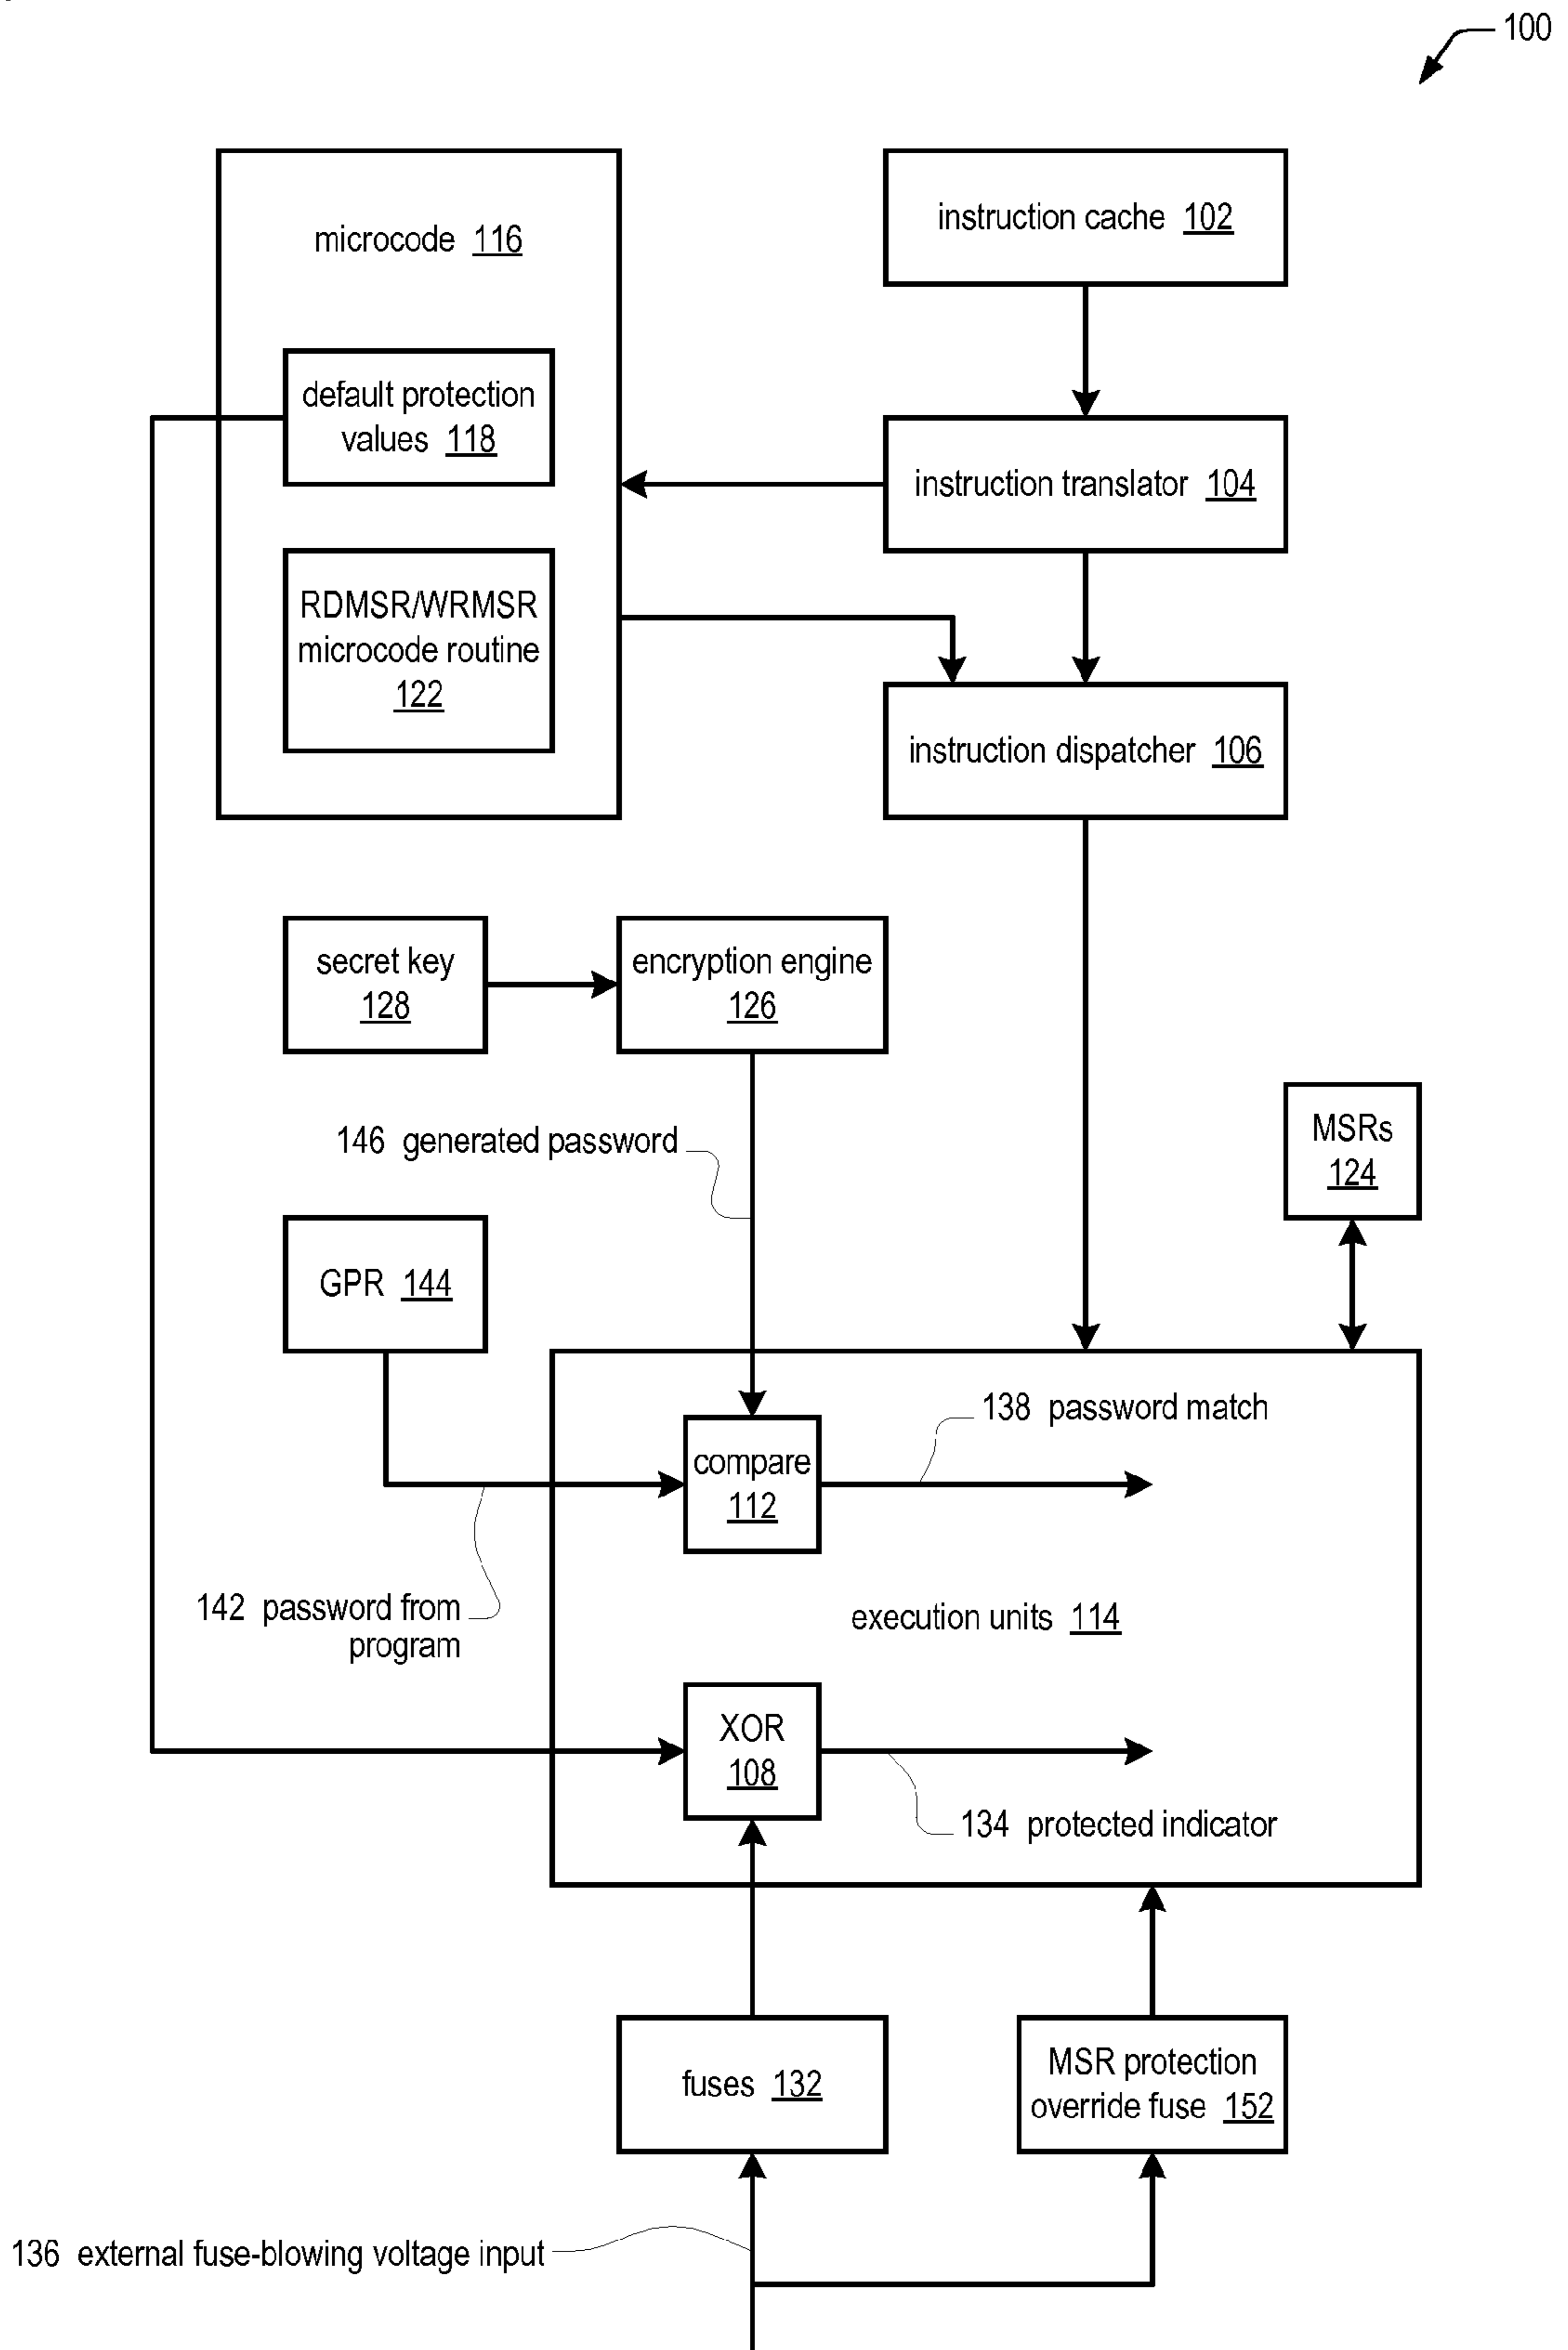 100
microcode 116
instruction cache 102
default protection
values 118
instruction translator 104
RDMSR/WRMSR
microcode routine
122
instruction dispatcher 106
secret key
128
encryption engine
126
146 generated password
MSRs
124
GPR 144
138 password match
compare
112
142 password from
program
execution units 114
XOR
108
134 protected indicator
fuses 132
MSR protection
override fuse 152
136 external fuse-blowing voltage input